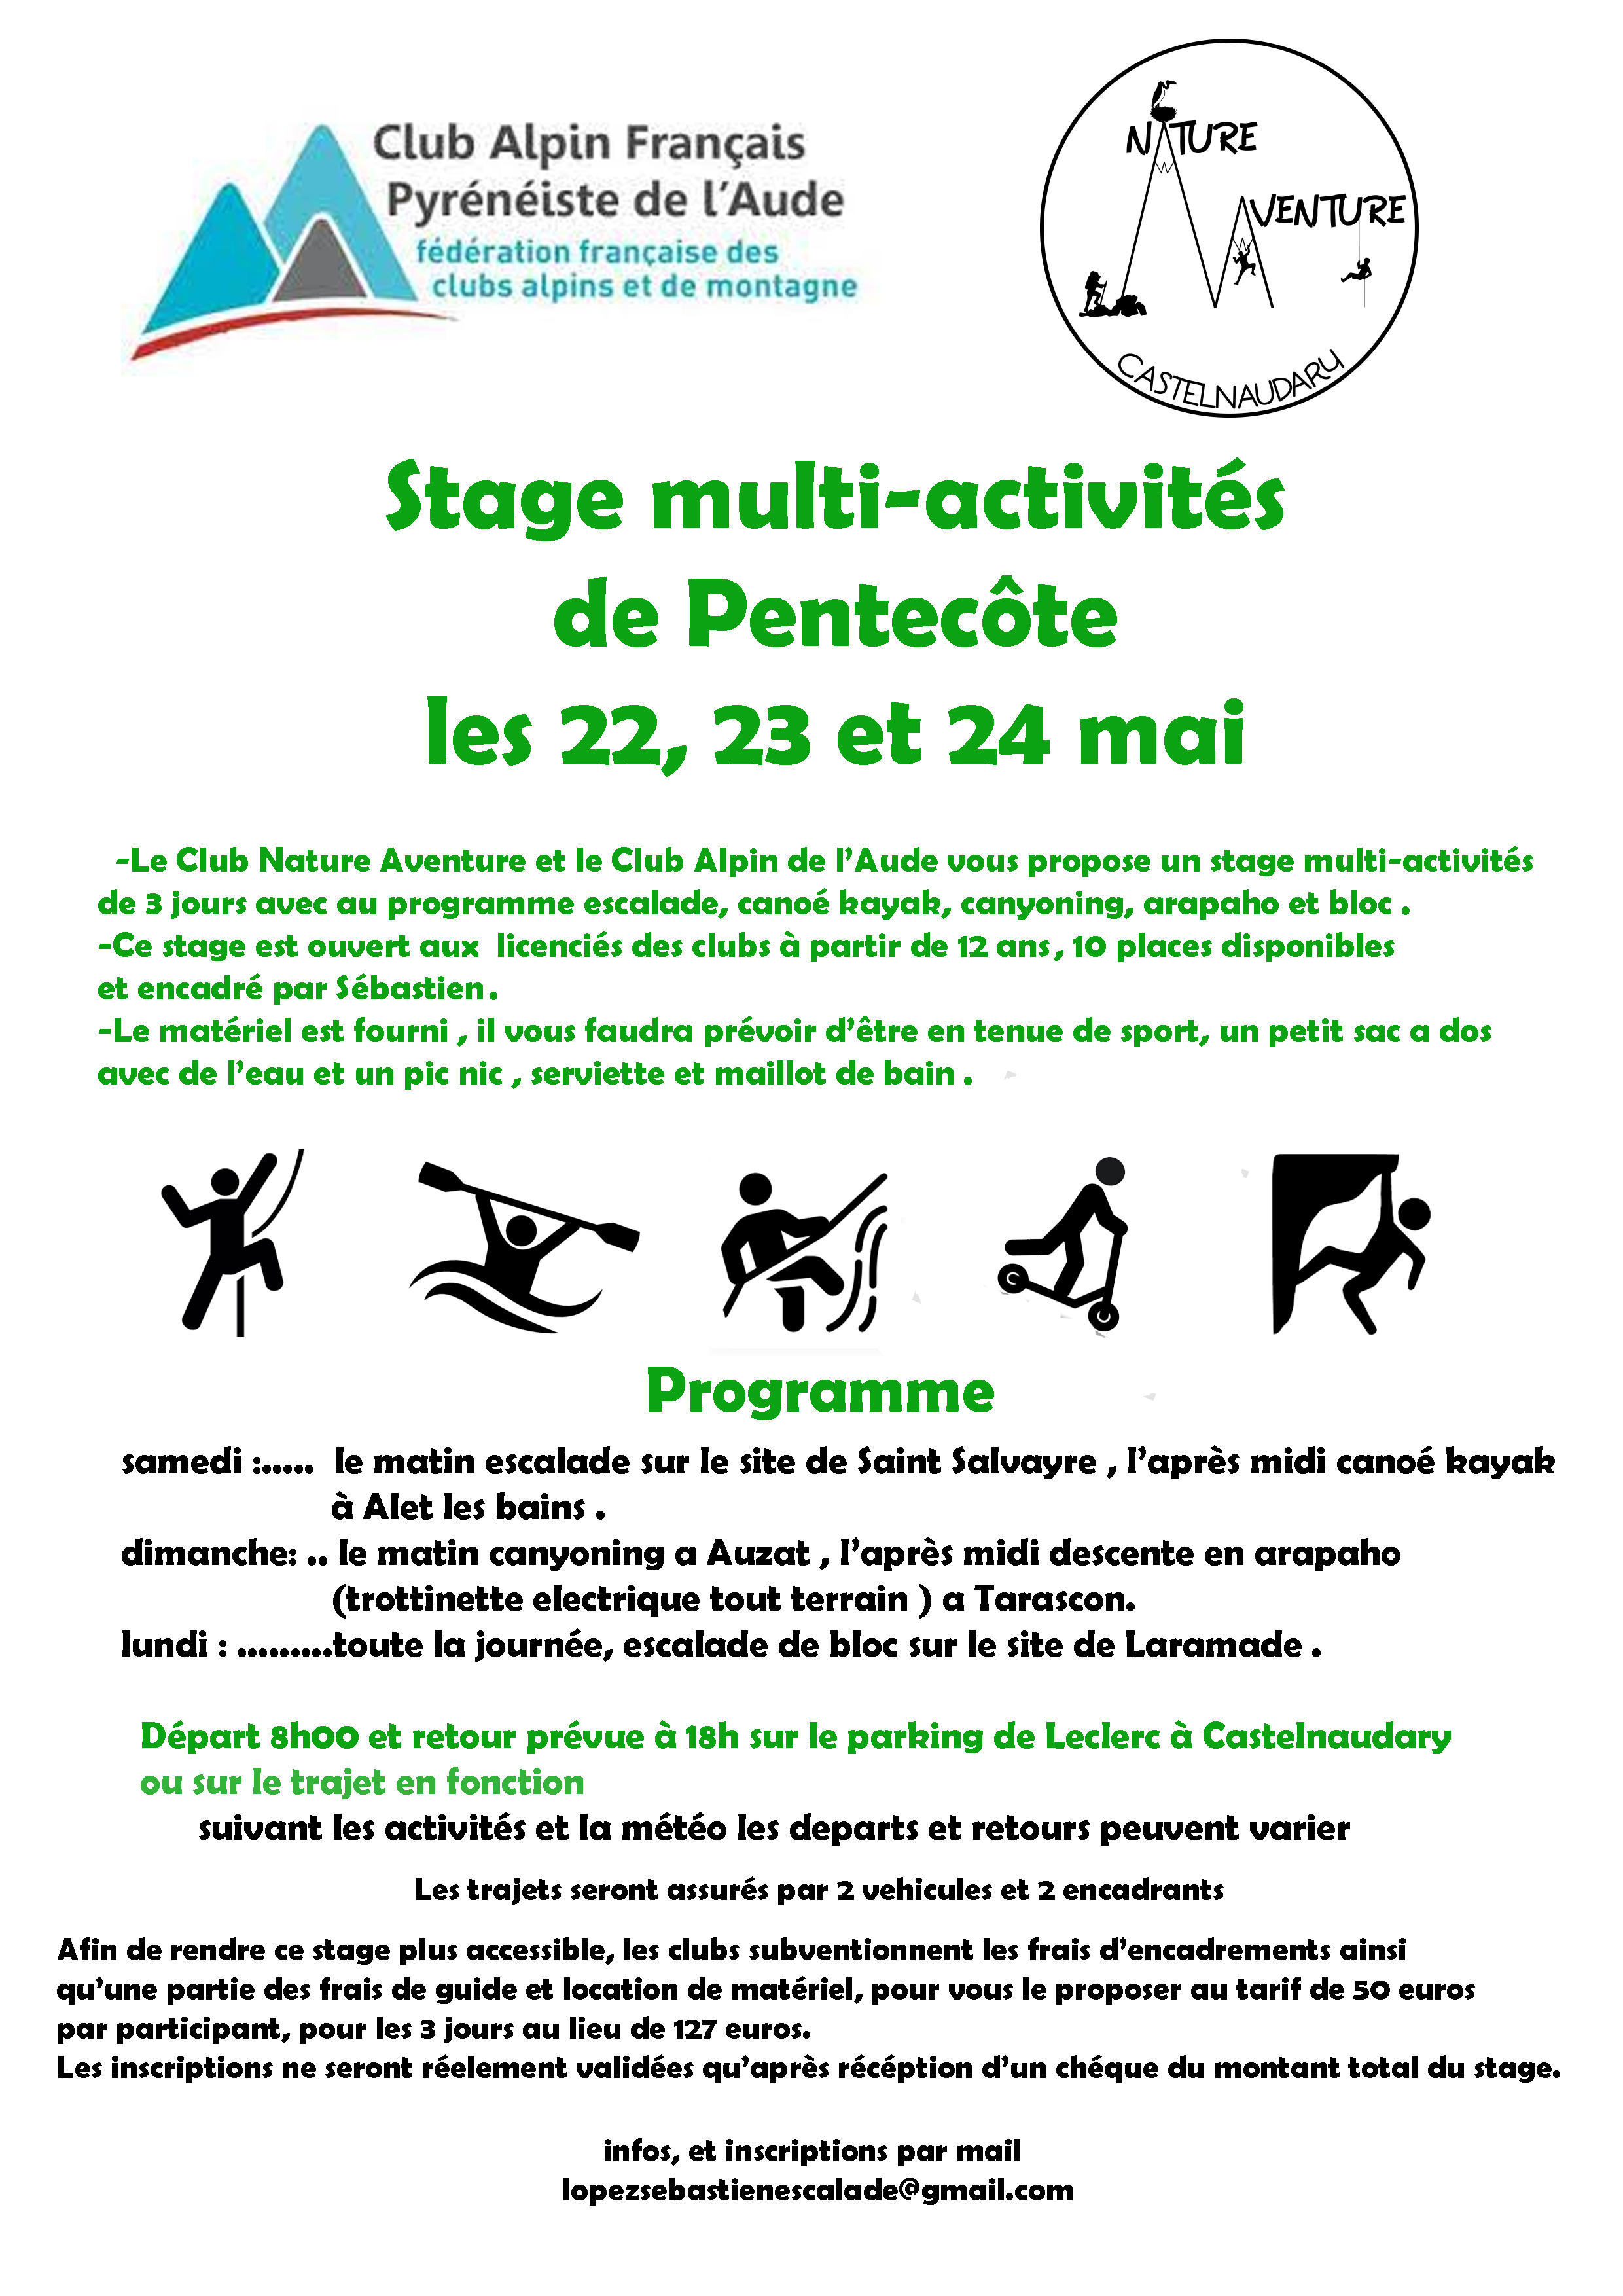 Club Alpin Français
Pyrénéiste de l'Aude
fédération française des
clubs alpins et de montagne
NATURE
AVENTURE
CASTELNAUDARY
Stage multi-activités
de Pentecôte
les 22, 23 et 24 mai
-Le Club Nature Aventure et le Club Alpin de l'Aude vous propose un stage multi-activités
de 3 jours avec au programme escalade, canoé kayak, canyoning, arapaho et bloc .
-Ce stage est ouvert aux licenciés des clubs à partir de 12 ans, 10 places disponibles
et encadré par Sébastien.
-Le matériel est fourni , il vous faudra prévoir d'être en tenue de sport, un petit sac a dos
avec de l'eau et un pic nic , serviette et maillot de bain .
Programme
samedi :..... le matin escalade sur le site de Saint Salvayre , l'après midi canoé kayak
à Alet les bains .
dimanche: .. le matin canyoning a Auzat , l'après midi descente en arapaho
(trottinette electrique tout terrain ) a Tarascon.
lundi : .........toute la journée, escalade de bloc sur le site de Laramade .
Départ 8h00 et retour prévue à 18h sur le parking de Leclerc à Castelnaudary
ou sur le trajet en fonction
suivant les activités et la météo les departs et retours peuvent varier
Les trajets seront assurés par 2 vehicules et 2 encadrants
Afin de rendre ce stage plus accessible, les clubs subventionnent les frais d'encadrements ainsi
qu'une partie des frais de guide et location de matériel, pour vous le proposer au tarif de 50 euros
par participant, pour les 3 jours au lieu de 127 euros.
Les inscriptions ne seront réelement validées qu'après récéption d'un chéque du montant total du stage.
infos, et inscriptions par mail
lopezsebastienescalade@gmail.com